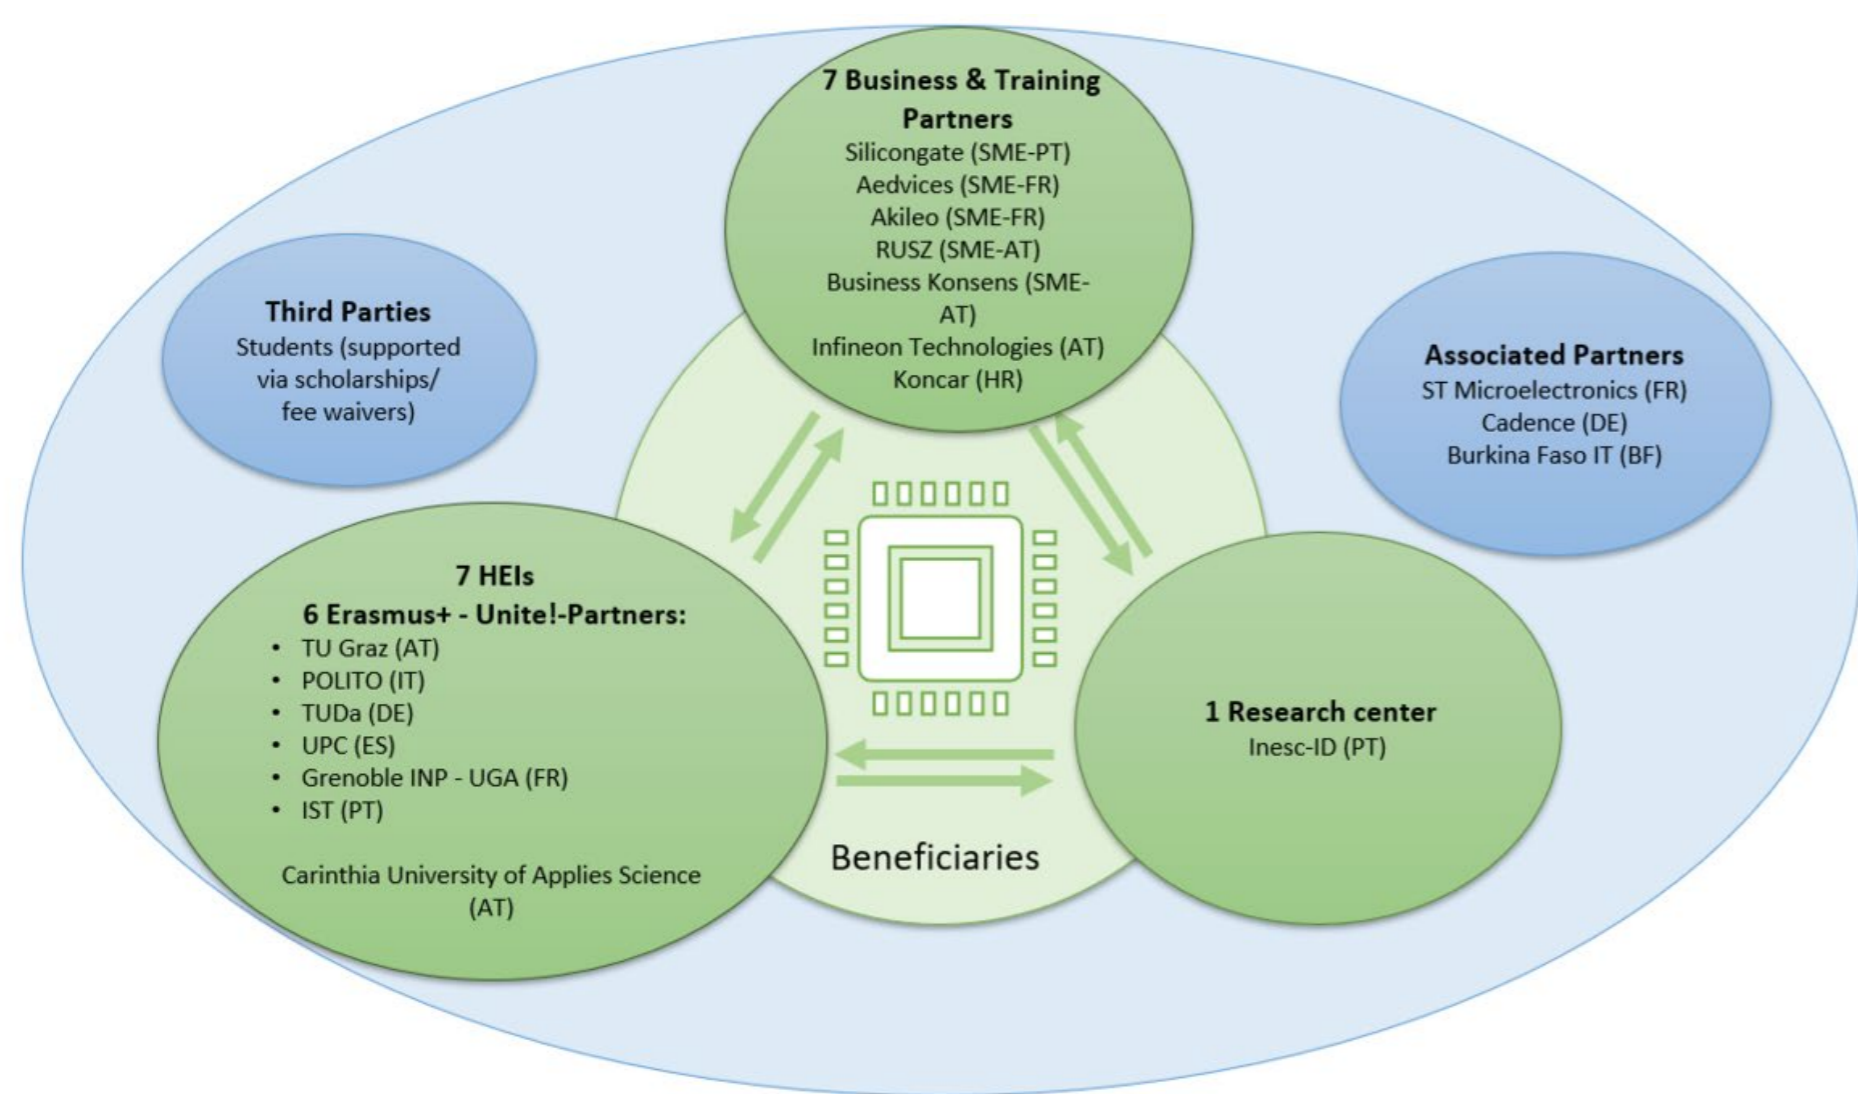 7 Business & Training
Partners
Silicongate (SME-PT)
Aedvices (SME-FR)
Akileo (SME-FR)
RUSZ (SME-AT)
Business Konsens (SME-
AT)
Infineon Technologies (AT)
Koncar (HR)
Third Parties
Students (supported
via scholarships/
fee waivers)
Associated Partners
ST Microelectronics (FR)
Cadence (DE)
Burkina Faso IT (BF)
7 HEIs
6 Erasmus+ - Unite!-Partners:
• TU Graz (AT)
• POLITO (IT)
• TUDa (DE)
• UPC (ES)
• Grenoble INP - UGA (FR)
• IST (PT)
Carinthia University of Applies Science
(AT)
1 Research center
Inesc-ID (PT)
Beneficiaries